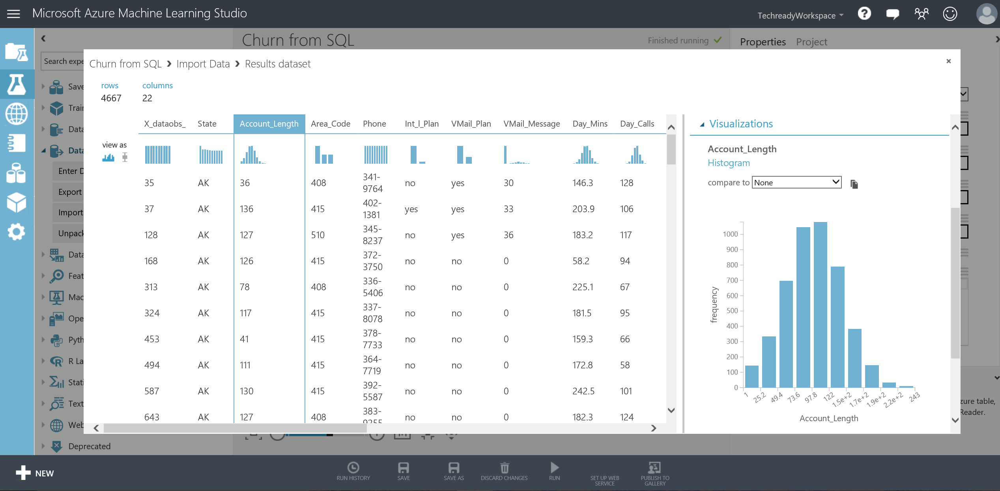 Microsoft Azure Machine Learning Studio
TechreadyWorkspace
Churn from SQL
Finished running
Properties
Project
Search expe
Churn from SQL > Import Data > Results dataset
rows
columns
4667
22
X_dataobs_ State Account_Length Area_Code Phone Int_l_Plan VMail_Plan VMail_Message Day_Mins Day_Calls
view as
35 AK 36 408 341-9764 no yes 30 146.3 128
37 AK 136 415 402-1381 yes yes 33 203.9 106
128 AK 127 510 345-8237 no yes 36 183.2 117
168 AK 126 415 372-3750 no no 0 58.2 94
313 AK 78 408 336-5406 no no 0 225.1 67
324 AK 117 415 337-8078 no no 0 181.5 95
453 AK 41 415 378-7733 no no 0 159.3 66
494 AK 111 415 364-7719 no no 0 172.8 58
587 AK 130 415 392-5587 no no 0 242.5 101
643 AK 127 408 383-9255 no no 0 182.3 124
Visualizations
Account_Length
Histogram
compare to None
frequency
1000
900
800
700
600
500
400
300
200
100
0
1 25.2 49.4 73.6 97.8 122 1.5e+2 1.7e+2 1.9e+2 2.2e+2 243
Account_Length
Save
Trair
Data
Data
Enter D
Export
Import
Unpack
Data
Feat
Mac
Ope
Pyth
R La
Stati
Text
Web
Deprecated
zure table,
Reader.
NEW
RUN HISTORY
SAVE
SAVE AS
DISCARD CHANGES
RUN
SET UP WEB
SERVICE
PUBLISH TO
GALLERY